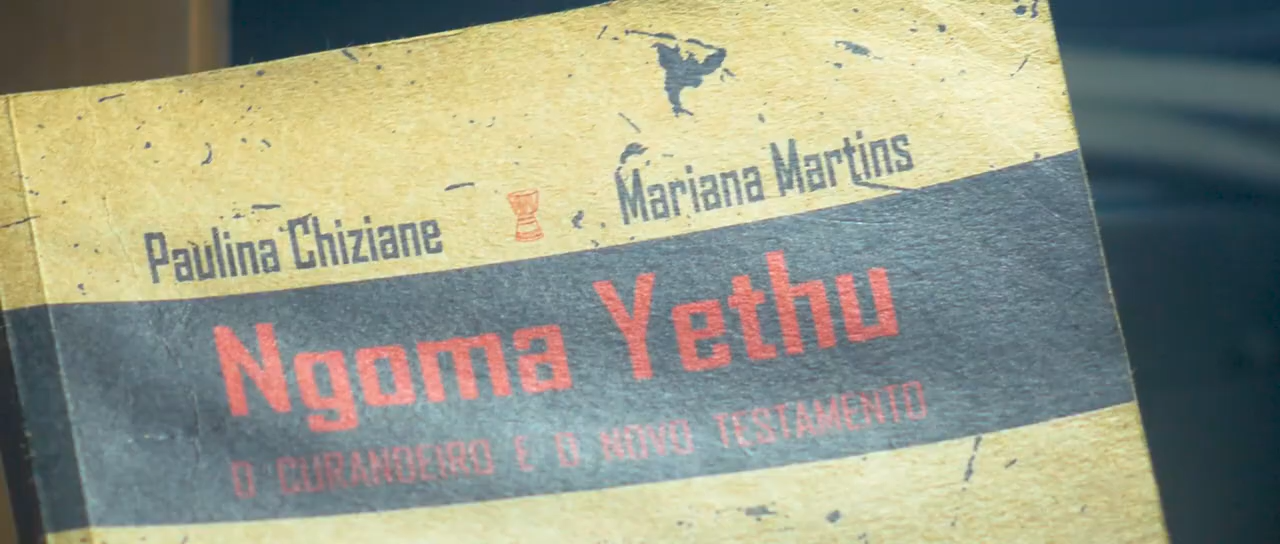 Paulina Chiziane Mariana Martins
Ngoma Yethu
O CURANDEIRO E O NOVO TESTAMENTO